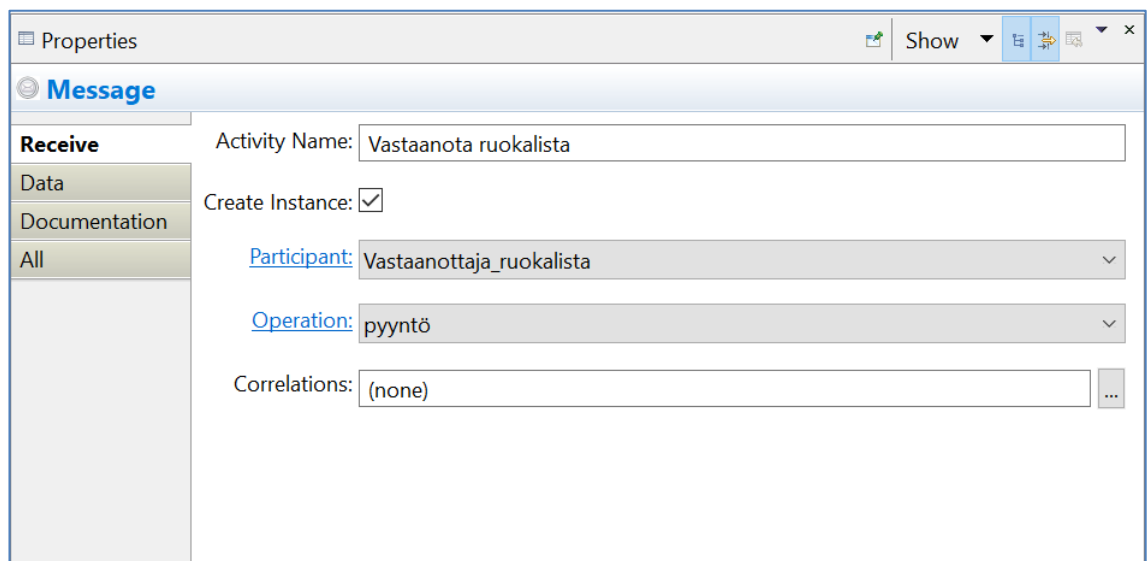 Properties
Show
Message
Receive
Activity Name: Vastaanota ruokalista
Data
Create Instance:
Documentation
All
Participant: Vastaanottaja_ruokalista
Operation: pyyntö
Correlations: (none)
...